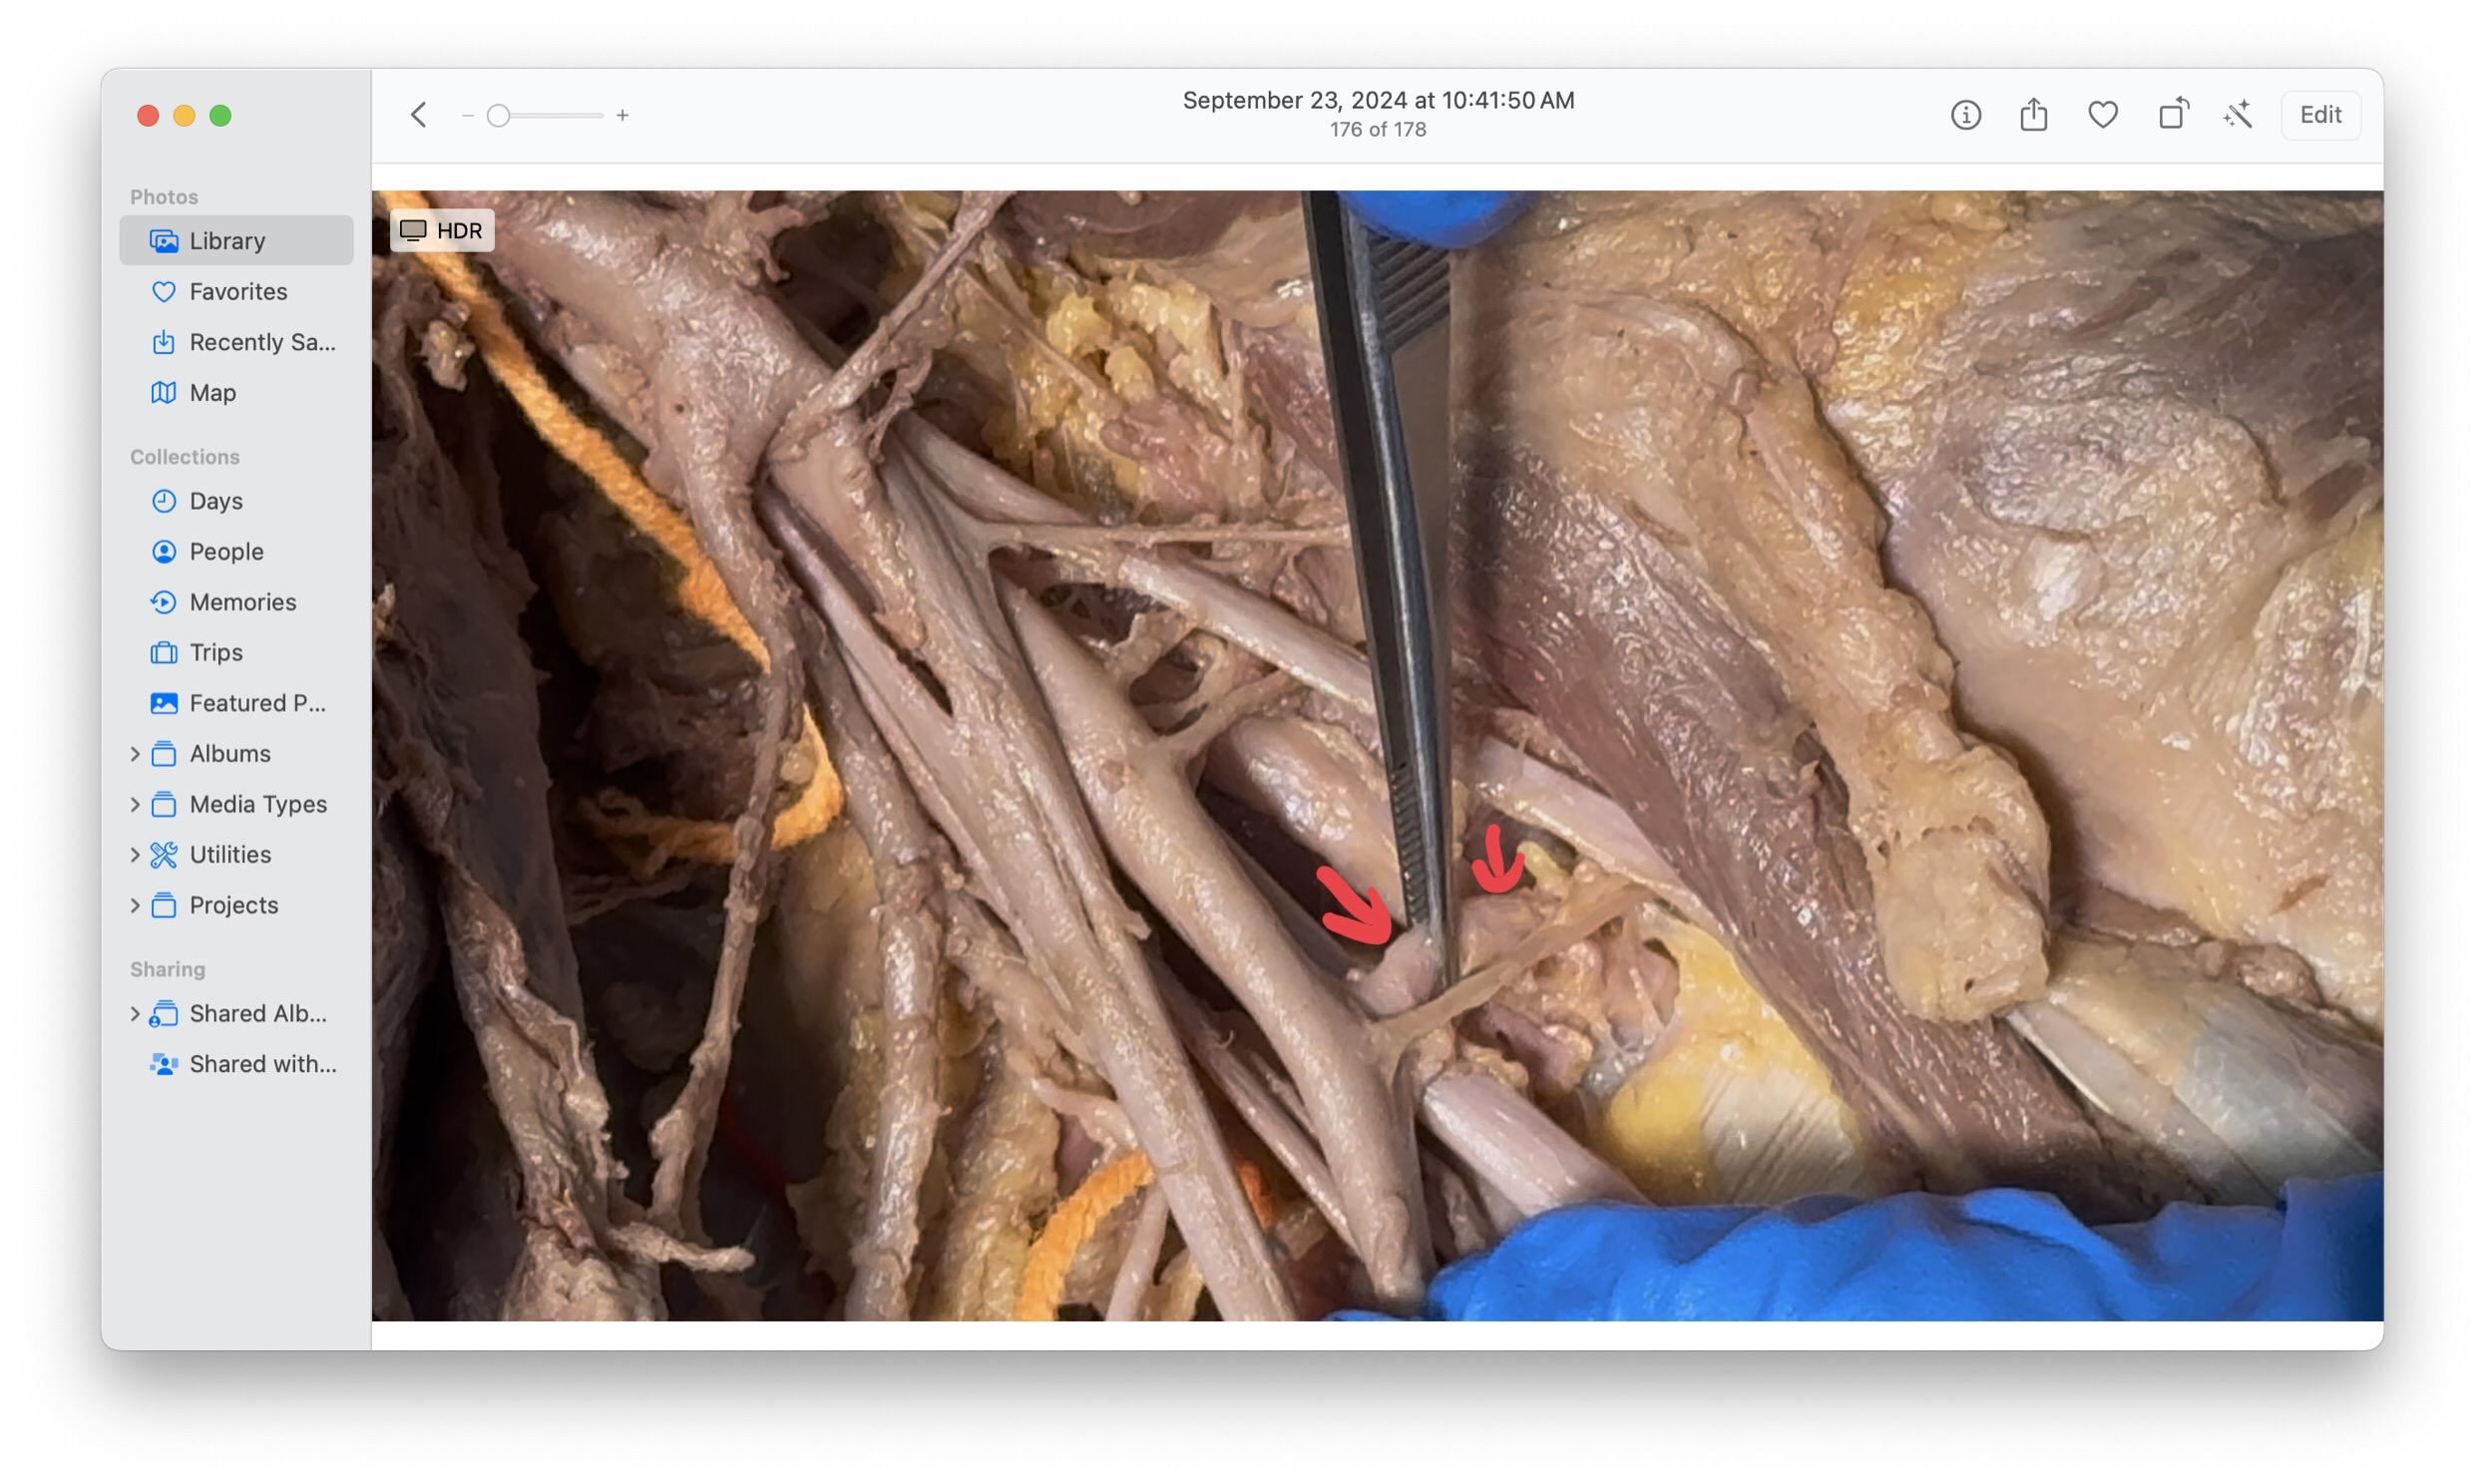 September 23, 2024 at 10:41:50 AM
176 of 178
Edit
Photos
Library
Favorites
Recently Sa...
Map
Collections
Days
People
Memories
Trips
Featured P...
Albums
Media Types
Utilities
Projects
Sharing
Shared Alb...
Shared with...
HDR